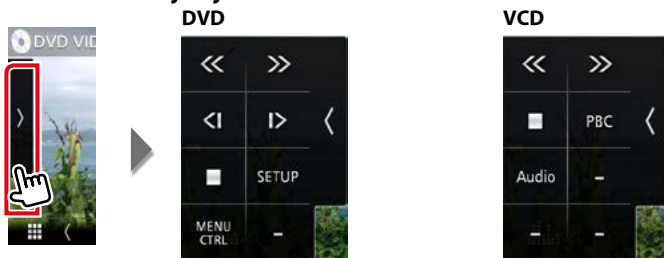 DVD
VCD
DVD VID
SETUP
MENU
CTRL
-
PBC
Audio
-
-
-